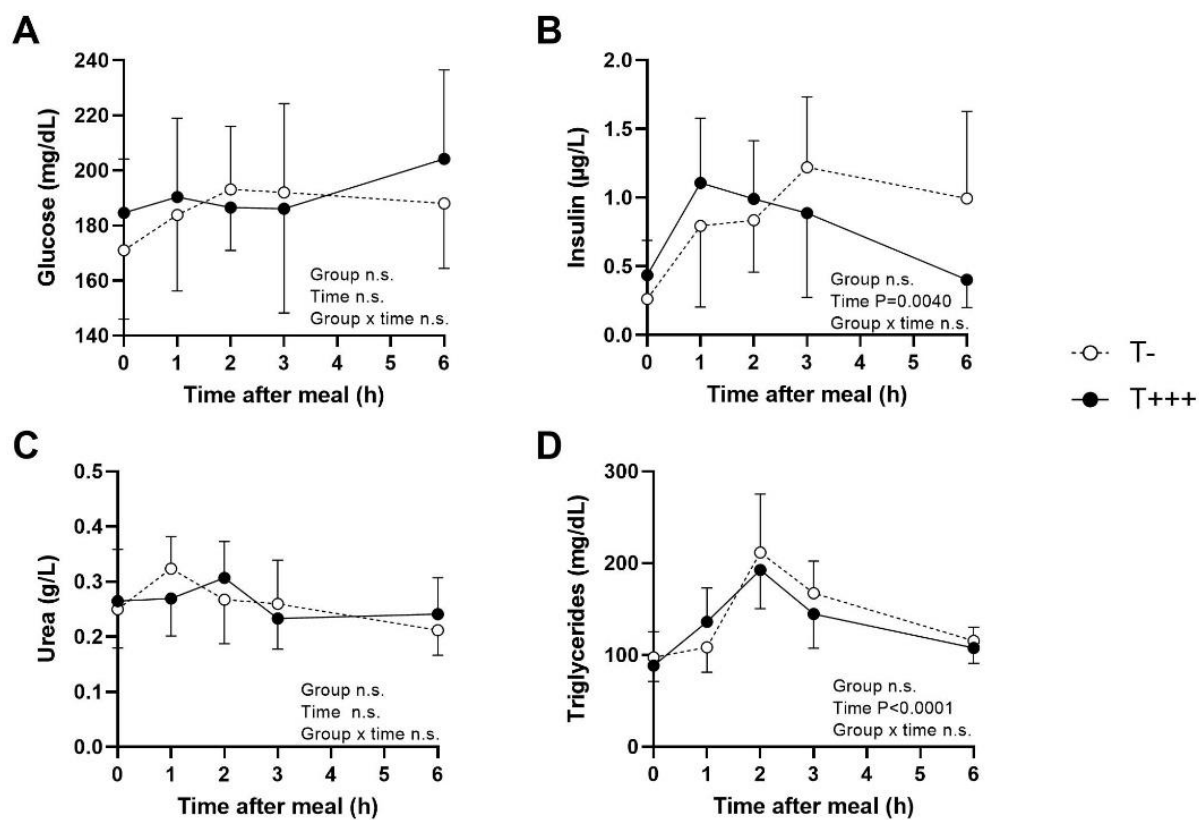 A
Glucose (mg/dL)
240
220
200
180
160
140
Group n.s.
Time n.s.
Group x time n.s.
0 1 2 3 4 5 6
Time after meal (h)
B
Insulin (µg/L)
2.0
1.5
1.0
0.5
0.0
Group n.s.
Time P=0.0040
Group x time n.s.
0 1 2 3 4 5 6
Time after meal (h)
T-
T+++
C
Urea (g/L)
0.5
0.4
0.3
0.2
0.1
0.0
Group n.s.
Time n.s.
Group x time n.s.
0 1 2 3 4 5 6
Time after meal (h)
D
Triglycerides (mg/dL)
300
200
100
0
Group n.s.
Time P<0.0001
Group x time n.s.
0 1 2 3 4 5 6
Time after meal (h)